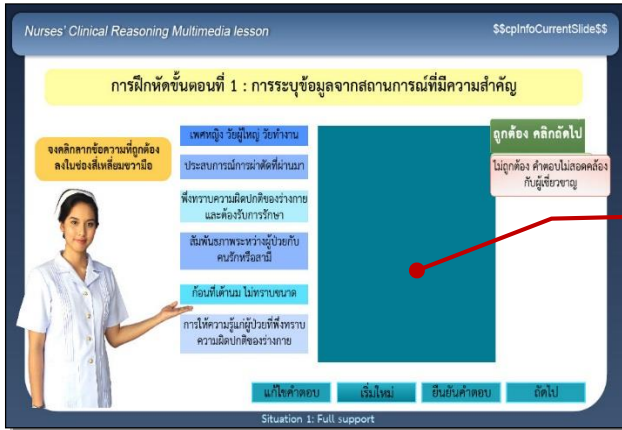 Nurses' Clinical Reasoning Multimedia lesson
$$cpInfoCurrentSlide$$
การฝึกหัดขั้นตอนที่ 1 : การระบุข้อมูลจากสถานการณ์ที่มีความสำคัญ
จงคลิกลากข้อความที่ถูกต้อง
ลงในช่องสี่เหลี่ยมขวามือ
เพศหญิง วัยผู้ใหญ่ วัยทำงาน
ประสบการณ์การผ่าตัดที่ผ่านมา
พึ่งทราบความผิดปกติของร่างกาย
และต้องรับการรักษา
สัมพันธภาพระหว่างผู้ป่วยกับ
คนรักหรือสามี
ก้อนที่เต้านม ไม่ทราบขนาด
การให้ความรู้แก่ผู้ป่วยที่พึ่งทราบ
ความผิดปกติของร่างกาย
ถูกต้อง คลิกถัดไป
ไม่ถูกต้อง คำตอบไม่สอดคล้อง
กับผู้เชี่ยวชาญ
แก้ไขคำตอบ
เริ่มใหม่
ยืนยันคำตอบ
ถัดไป
Situation 1: Full support